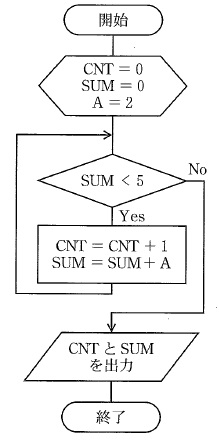 開始
CNT = 0
SUM = 0
A = 2
SUM < 5
No
Yes
CNT = CNT + 1
SUM = SUM + A
CNT と SUM
を出力
終了